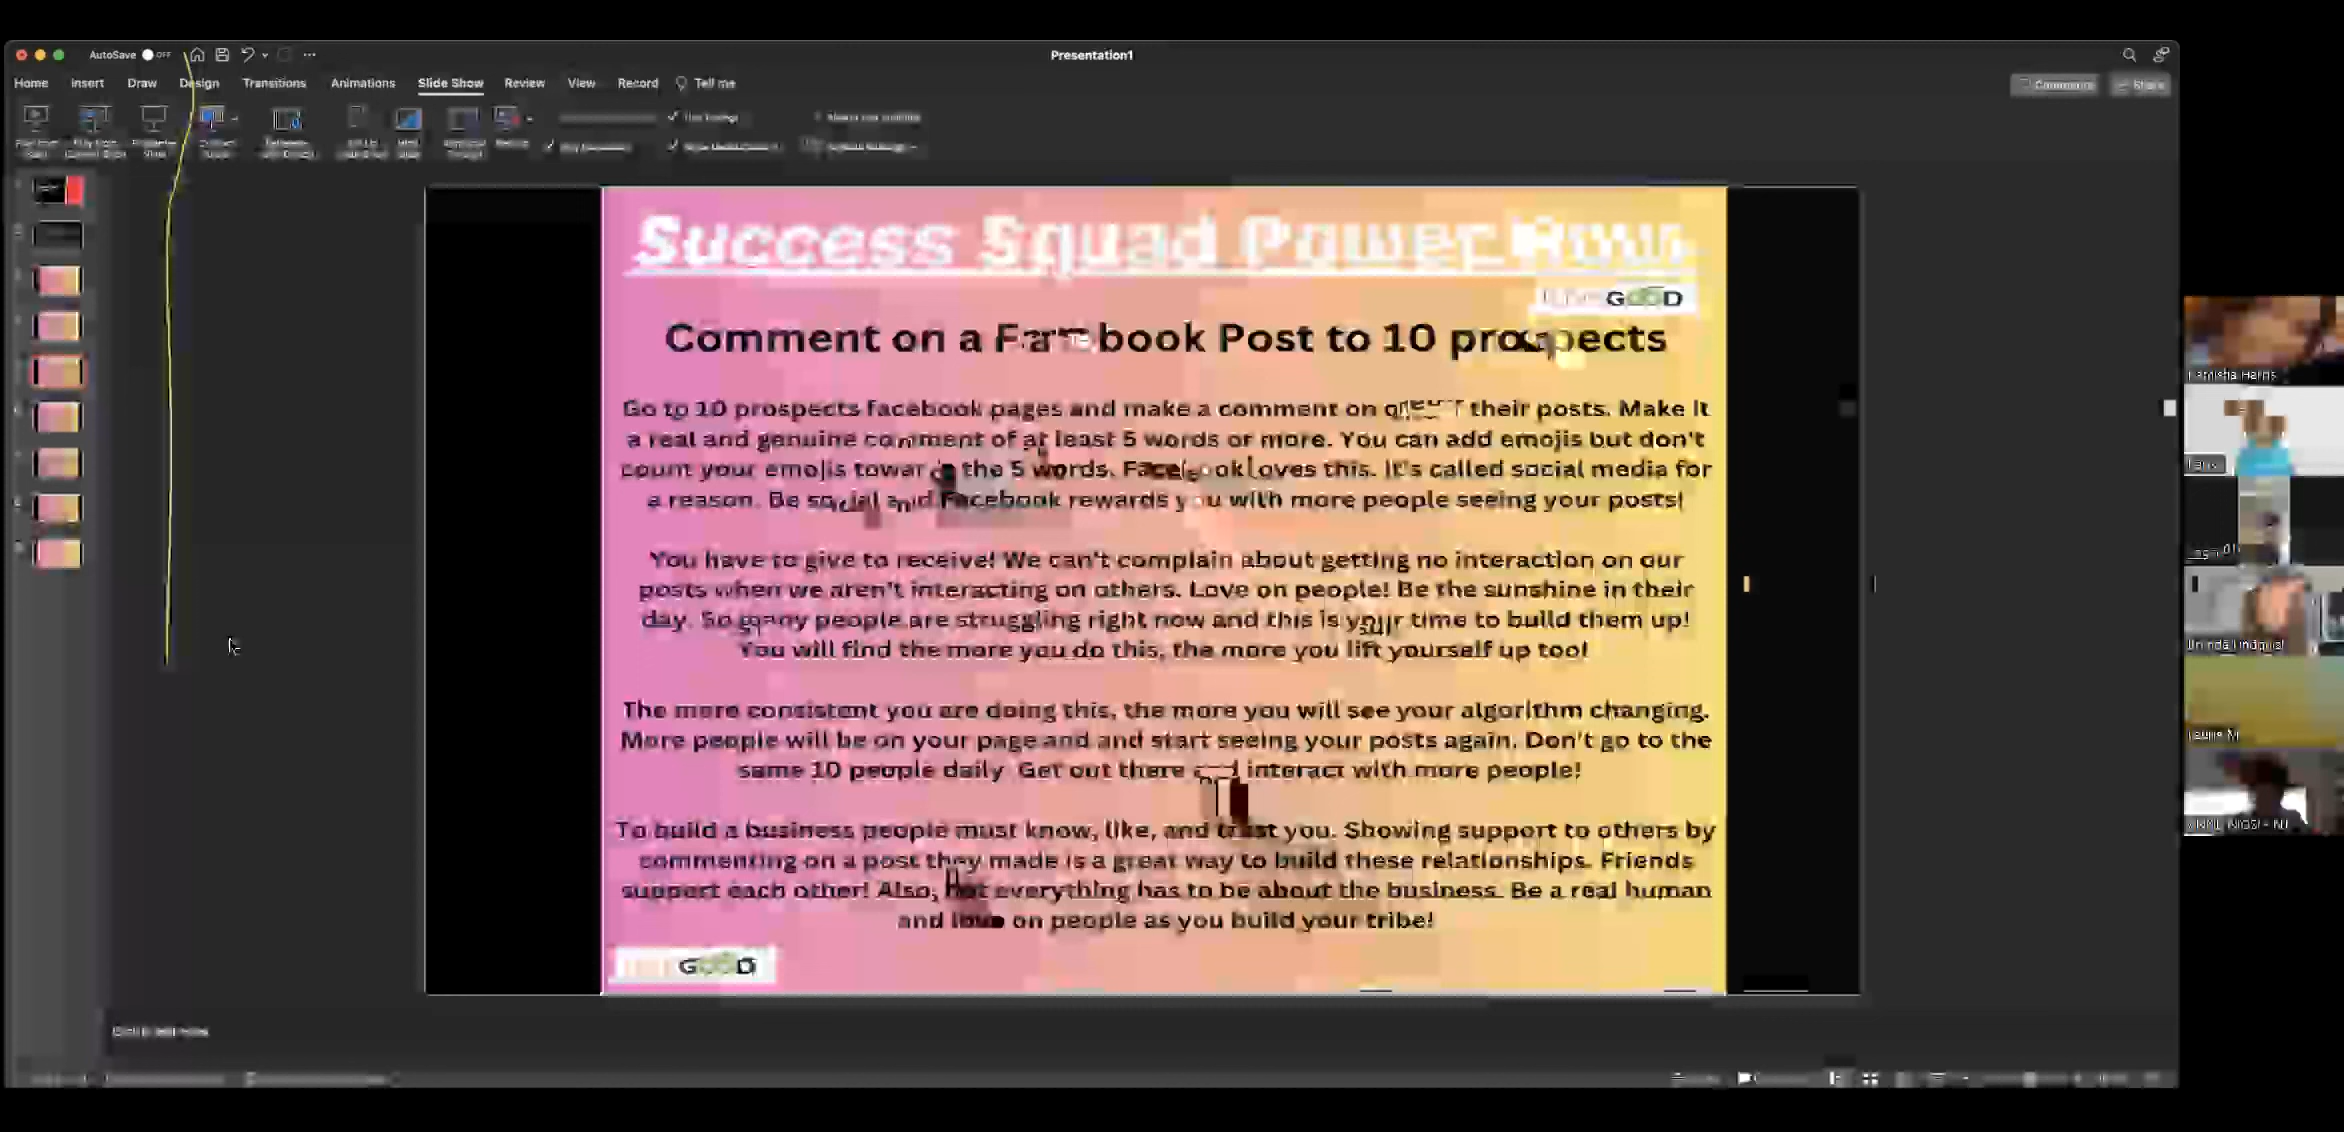 AutoSave OFF
Presentation1
Home Insert Draw Design Transitions Animations Slide Show Review View Record Tell me
Comments Share
Success Squad Power Hour
GOOD
Comment on a Facebook Post to 10 prospects
Go to 10 prospects facebook pages and make a comment on one of their posts. Make it
a real and genuine comment of at least 5 words or more. You can add emojis but don't
count your emojis towards the 5 words. Facebook loves this. It's called social media for
a reason. Be social and Facebook rewards you with more people seeing your posts!
You have to give to receive! We can't complain about getting no interaction on our
posts when we aren't interacting on others. Love on people! Be the sunshine in their
day. So many people are struggling right now and this is your time to build them up!
You will find the more you do this, the more you lift yourself up too!
The more consistent you are doing this, the more you will see your algorithm changing.
More people will be on your page and and start seeing your posts again. Don't go to the
same 10 people daily. Get out there and interact with more people!
To build a business people must know, like, and trust you. Showing support to others by
commenting on a post they made is a great way to build these relationships. Friends
support each other! Also, not everything has to be about the business. Be a real human
and love on people as you build your tribe!
GOOD